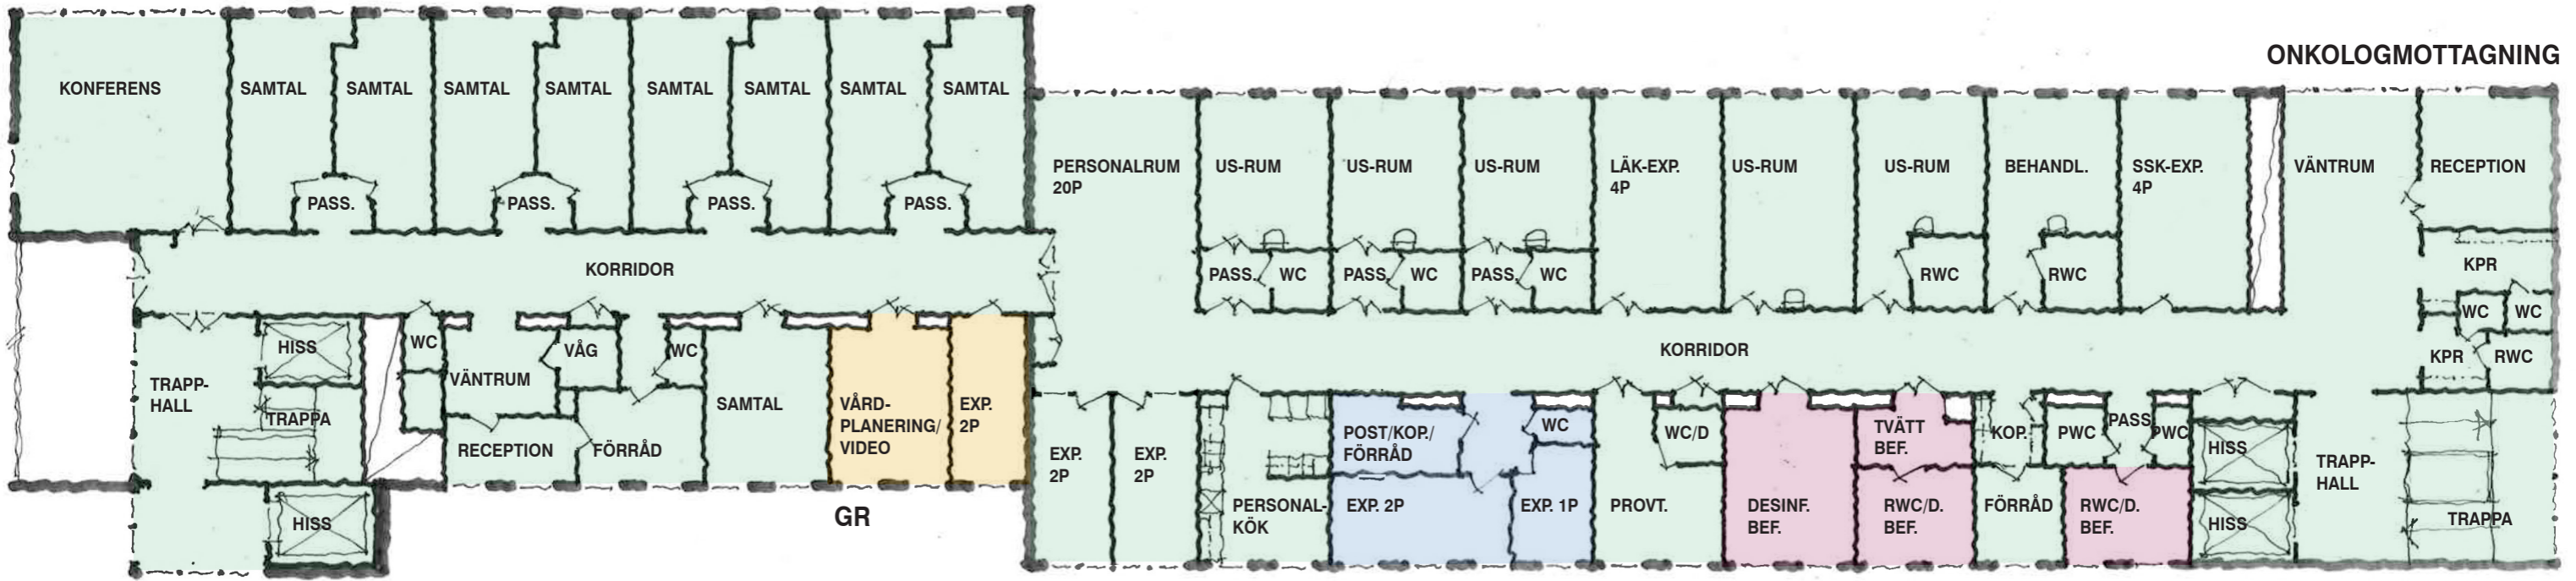 ONKOLOGMOTTAGNING
KONFERENS
SAMTAL
SAMTAL
SAMTAL
SAMTAL
SAMTAL
SAMTAL
SAMTAL
SAMTAL
PASS.
PASS.
PASS.
PASS.
PERSONALRUM
20P
US-RUM
US-RUM
US-RUM
LÄK-EXP.
4P
US-RUM
US-RUM
BEHANDL.
SSK-EXP.
4P
VÄNTRUM
RECEPTION
PASS.
WC
PASS.
WC
PASS.
WC
RWC
RWC
KPR
WC
WC
KPR
RWC
KORRIDOR
KORRIDOR
HISS
TRAPP-
HALL
TRAPPA
HISS
WC
VÄNTRUM
VÅG
WC
RECEPTION
FÖRRÅD
SAMTAL
VÅRD-
PLANERING/
VIDEO
EXP.
2P
GR
EXP.
2P
EXP.
2P
PERSONAL-
KÖK
POST/KOP./
FÖRRÅD
WC
EXP. 2P
EXP. 1P
WC/D
PROVT.
DESINF.
BEF.
TVÄTT
BEF.
RWC/D.
BEF.
KOP.
PWC
PASS.
PWC
FÖRRÅD
RWC/D.
BEF.
HISS
HISS
TRAPP-
HALL
TRAPPA